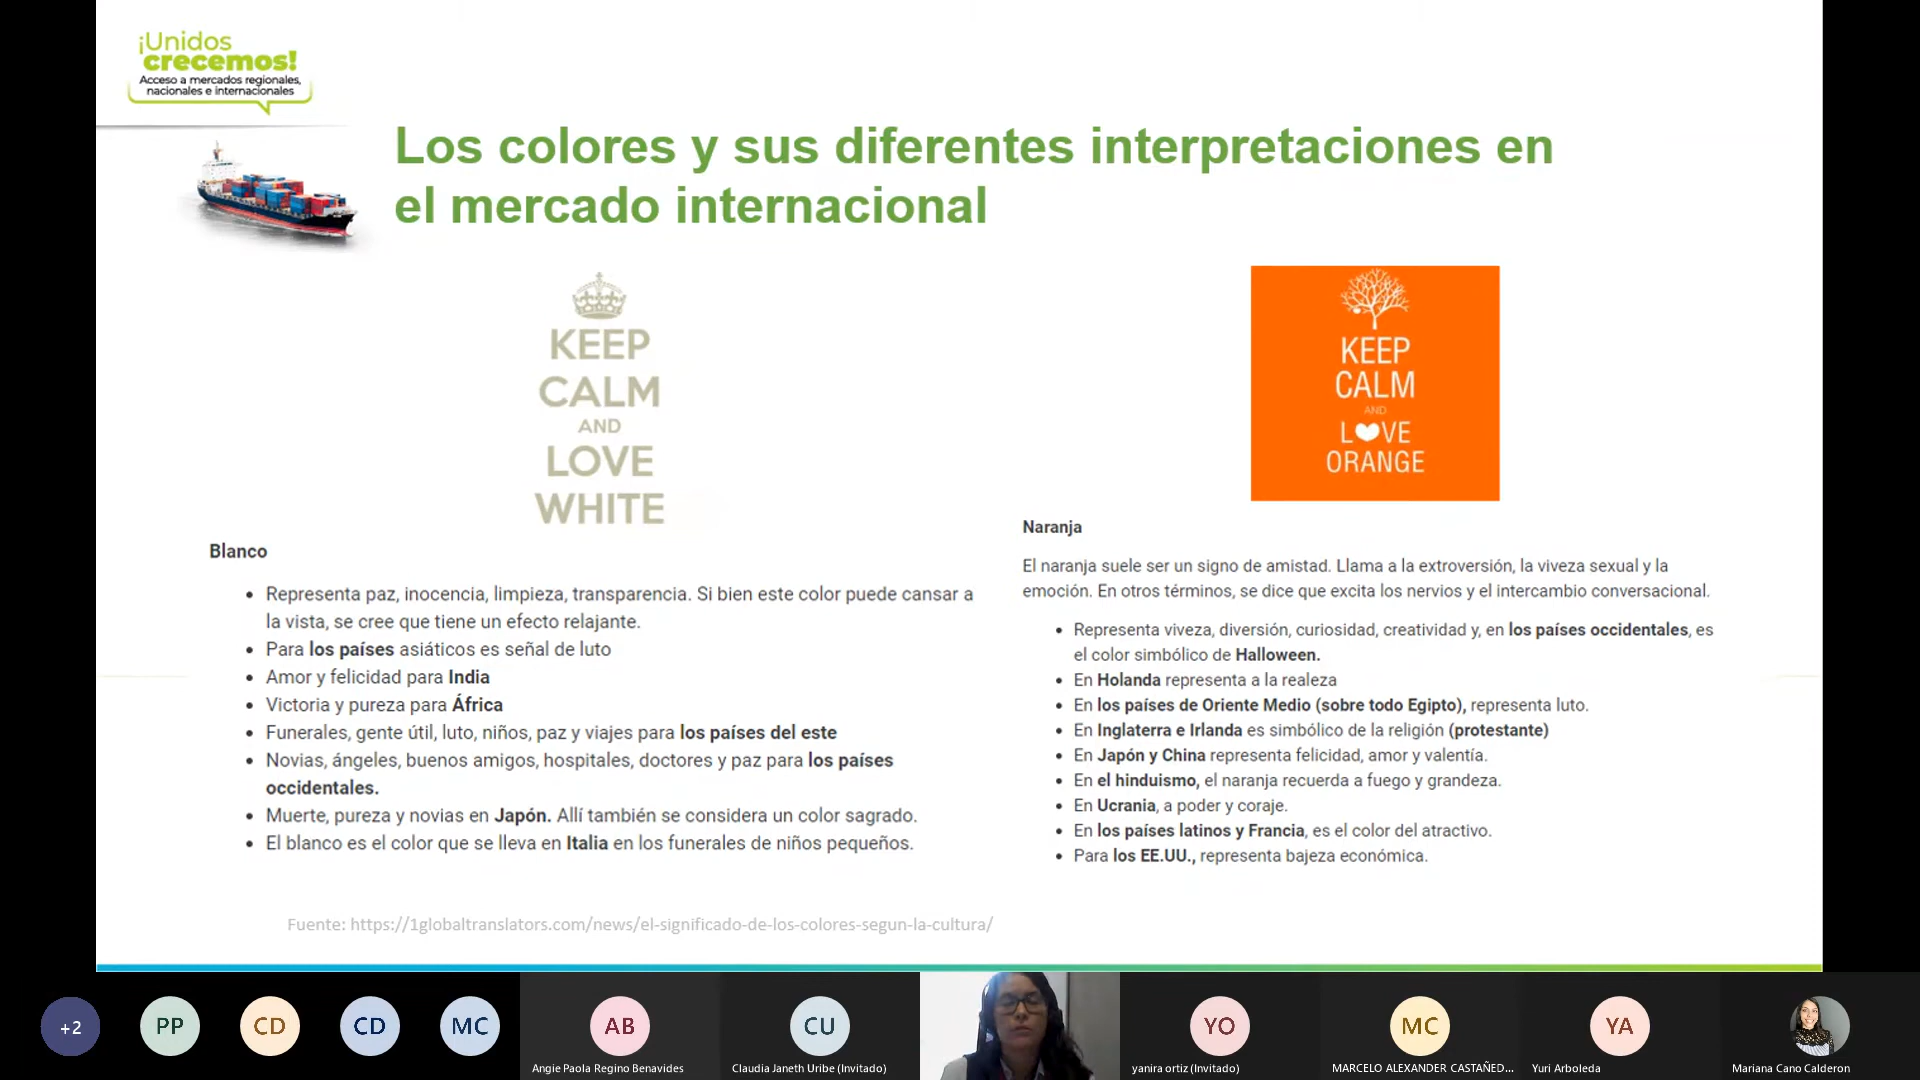 ¡Unidos
crecemos!
Acceso a mercados regionales,
nacionales e internacionales
Los colores y sus diferentes interpretaciones en
el mercado internacional
KEEP
CALM
AND
LOVE
WHITE
KEEP
CALM
AND
LOVE
ORANGE
Blanco
Representa paz, inocencia, limpieza, transparencia. Si bien este color puede cansar a
la vista, se cree que tiene un efecto relajante.
Para los países asiáticos es señal de luto
Amor y felicidad para India
Victoria y pureza para África
Funerales, gente útil, luto, niños, paz y viajes para los países del este
Novias, ángeles, buenos amigos, hospitales, doctores y paz para los países
occidentales.
Muerte, pureza y novias en Japón. Allí también se considera un color sagrado.
El blanco es el color que se lleva en Italia en los funerales de niños pequeños.
Naranja
El naranja suele ser un signo de amistad. Llama a la extroversión, la viveza sexual y la
emoción. En otros términos, se dice que excita los nervios y el intercambio conversacional.
Representa viveza, diversión, curiosidad, creatividad y, en los países occidentales, es
el color simbólico de Halloween.
En Holanda representa a la realeza
En los países de Oriente Medio (sobre todo Egipto), representa luto.
En Inglaterra e Irlanda es simbólico de la religión (protestante)
En Japón y China representa felicidad, amor y valentía.
En el hinduismo, el naranja recuerda a fuego y grandeza.
En Ucrania, a poder y coraje.
En los países latinos y Francia, es el color del atractivo.
Para los EE.UU., representa bajeza económica.
Fuente: https://1globaltranslators.com/news/el-significado-de-los-colores-segun-la-cultura/
+2
PP
CD
CD
MC
AB
CU
YO
MC
YA
Angie Paola Regino Benavides
Claudia Janeth Uribe (Invitado)
yanira ortiz (Invitado)
MARCELO ALEXANDER CASTAÑED...
Yuri Arboleda
Mariana Cano Calderon